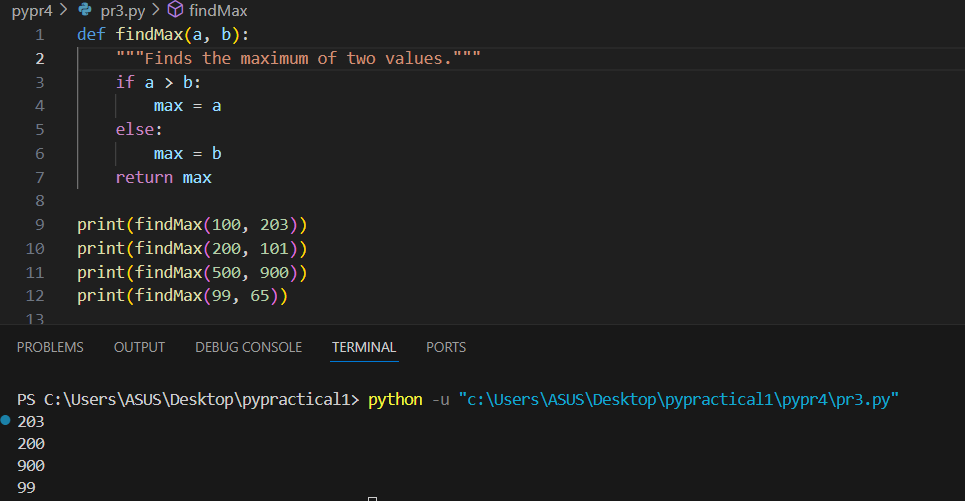 pypr4 > pr3.py > findMax
1 def findMax(a, b):
2     """Finds the maximum of two values."""
3     if a > b:
4         max = a
5     else:
6         max = b
7     return max
8
9 print(findMax(100, 203))
10 print(findMax(200, 101))
11 print(findMax(500, 900))
12 print(findMax(99, 65))
13
PROBLEMS OUTPUT DEBUG CONSOLE TERMINAL PORTS
PS C:\Users\ASUS\Desktop\pypractical1> python -u "c:\Users\ASUS\Desktop\pypractical1\pypr4\pr3.py"
203
200
900
99